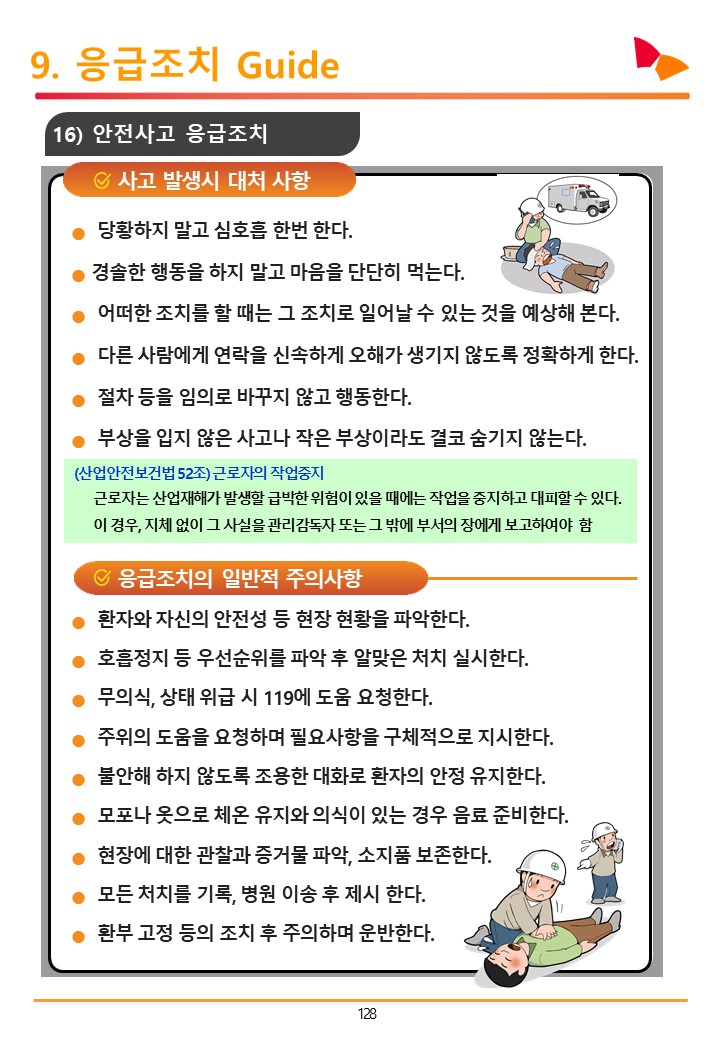 9. 응급조치 Guide
16) 안전사고 응급조치
사고 발생시 대처 사항
당황하지 말고 심호흡 한번 한다.
경솔한 행동을 하지 말고 마음을 단단히 먹는다.
어떠한 조치를 할 때는 그 조치로 일어날 수 있는 것을 예상해 본다.
다른 사람에게 연락을 신속하게 오해가 생기지 않도록 정확하게 한다.
절차 등을 임의로 바꾸지 않고 행동한다.
부상을 입지 않은 사고나 작은 부상이라도 결코 숨기지 않는다.
(산업안전보건법 52조) 근로자의 작업중지
근로자는 산업재해가 발생할 급박한 위험이 있을 때에는 작업을 중지하고 대피할 수 있다.
이 경우, 지체 없이 그 사실을 관리감독자 또는 그 밖에 부서의 장에게 보고하여야 함
응급조치의 일반적 주의사항
환자와 자신의 안전성 등 현장 현황을 파악한다.
호흡정지 등 우선순위를 파악 후 알맞은 처치 실시한다.
무의식, 상태 위급 시 119에 도움 요청한다.
주위의 도움을 요청하며 필요사항을 구체적으로 지시한다.
불안해 하지 않도록 조용한 대화로 환자의 안정 유지한다.
모포나 옷으로 체온 유지와 의식이 있는 경우 음료 준비한다.
현장에 대한 관찰과 증거물 파악, 소지품 보존한다.
모든 처치를 기록, 병원 이송 후 제시 한다.
환부 고정 등의 조치 후 주의하며 운반한다.
128